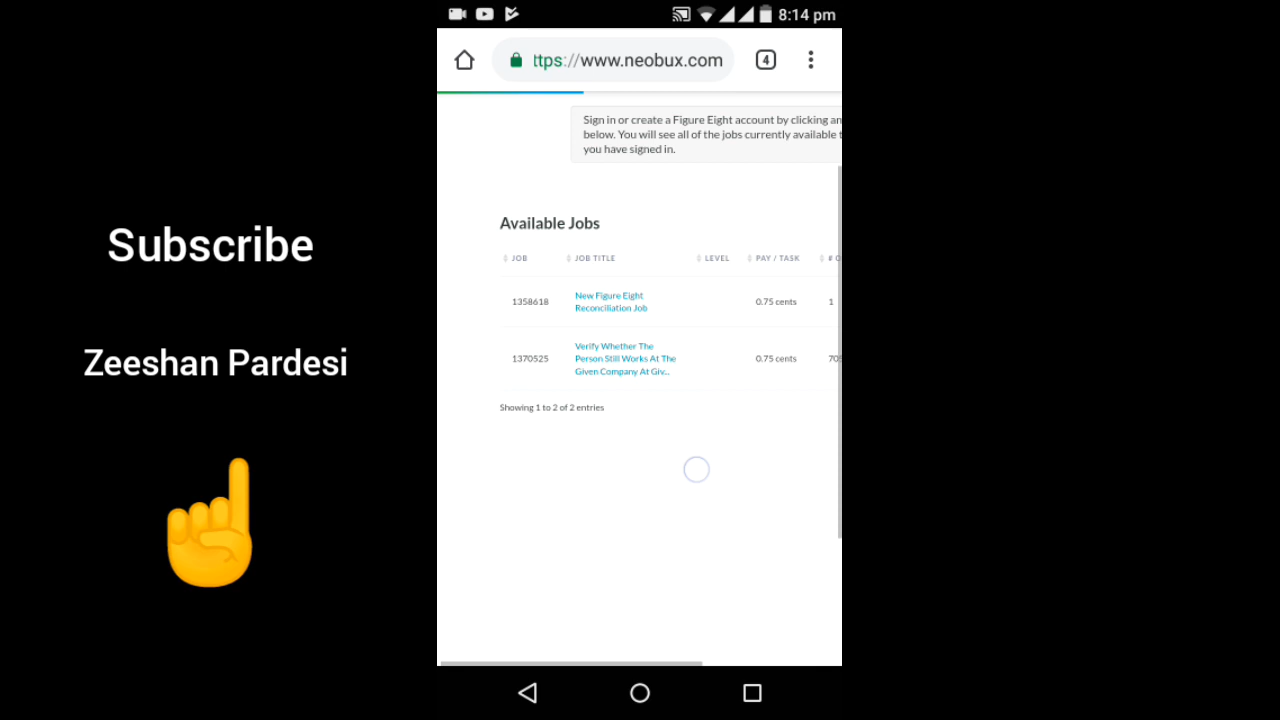 8:14 pm
ttps://www.neobux.com
4
Sign in or create a Figure Eight account by clicking an
below. You will see all of the jobs currently available t
you have signed in.
Subscribe
Available Jobs
JOB JOB TITLE LEVEL PAY / TASK # O
1358618 New Figure Eight Reconciliation Job 0.75 cents 1
Zeeshan Pardesi
1370525 Verify Whether The Person Still Works At The Given Company At Giv... 0.75 cents 705
Showing 1 to 2 of 2 entries